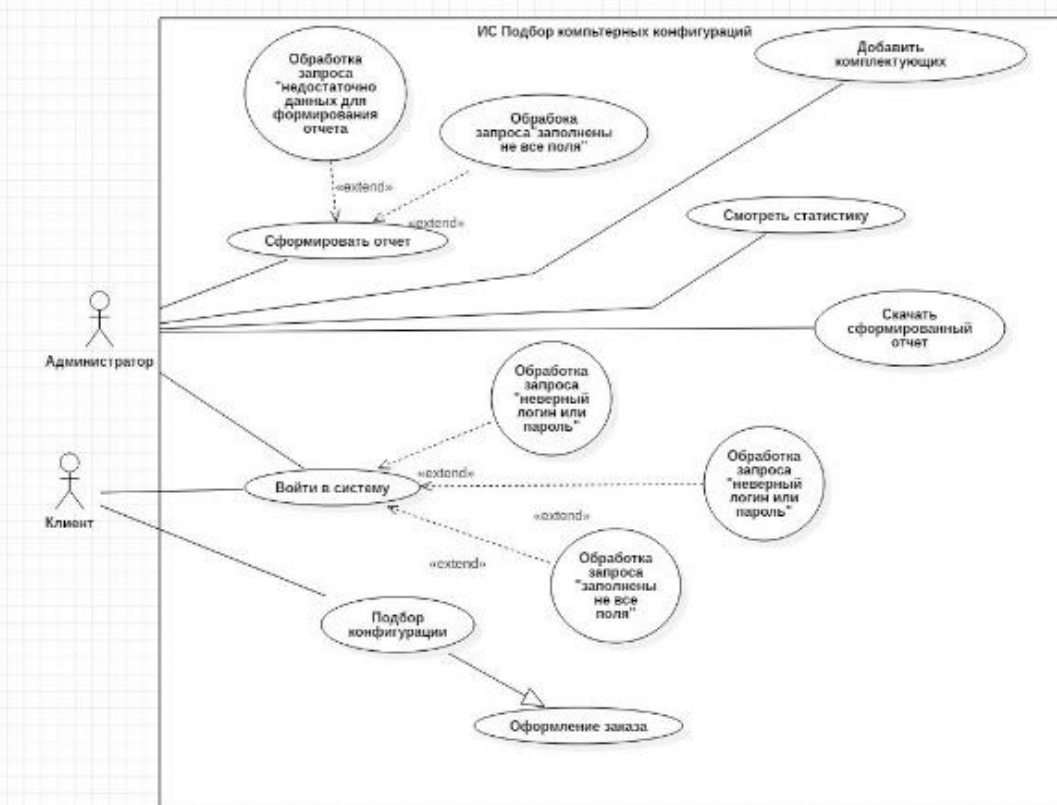 ИС Подбор компьтерных конфигураций
Обработка
запроса
"недостаточно
данных для
формирования
отчета
Обрабока
запроса"заполнены
не все поля"
Добавить
комплектующих
«extend»
«extend»
Сформировать отчет
Смотреть статистику
Скачать
сформированный
отчет
Администратор
Обработка
запроса
"неверный
логин или
пароль"
Клиент
Войти в систему
«extend»
Обработка
запроса
"неверный
логин или
пароль"
«extend»
«extend»
Обработка
запроса
"заполнены
не все
поля"
Подбор
конфигурации
Оформление заказа